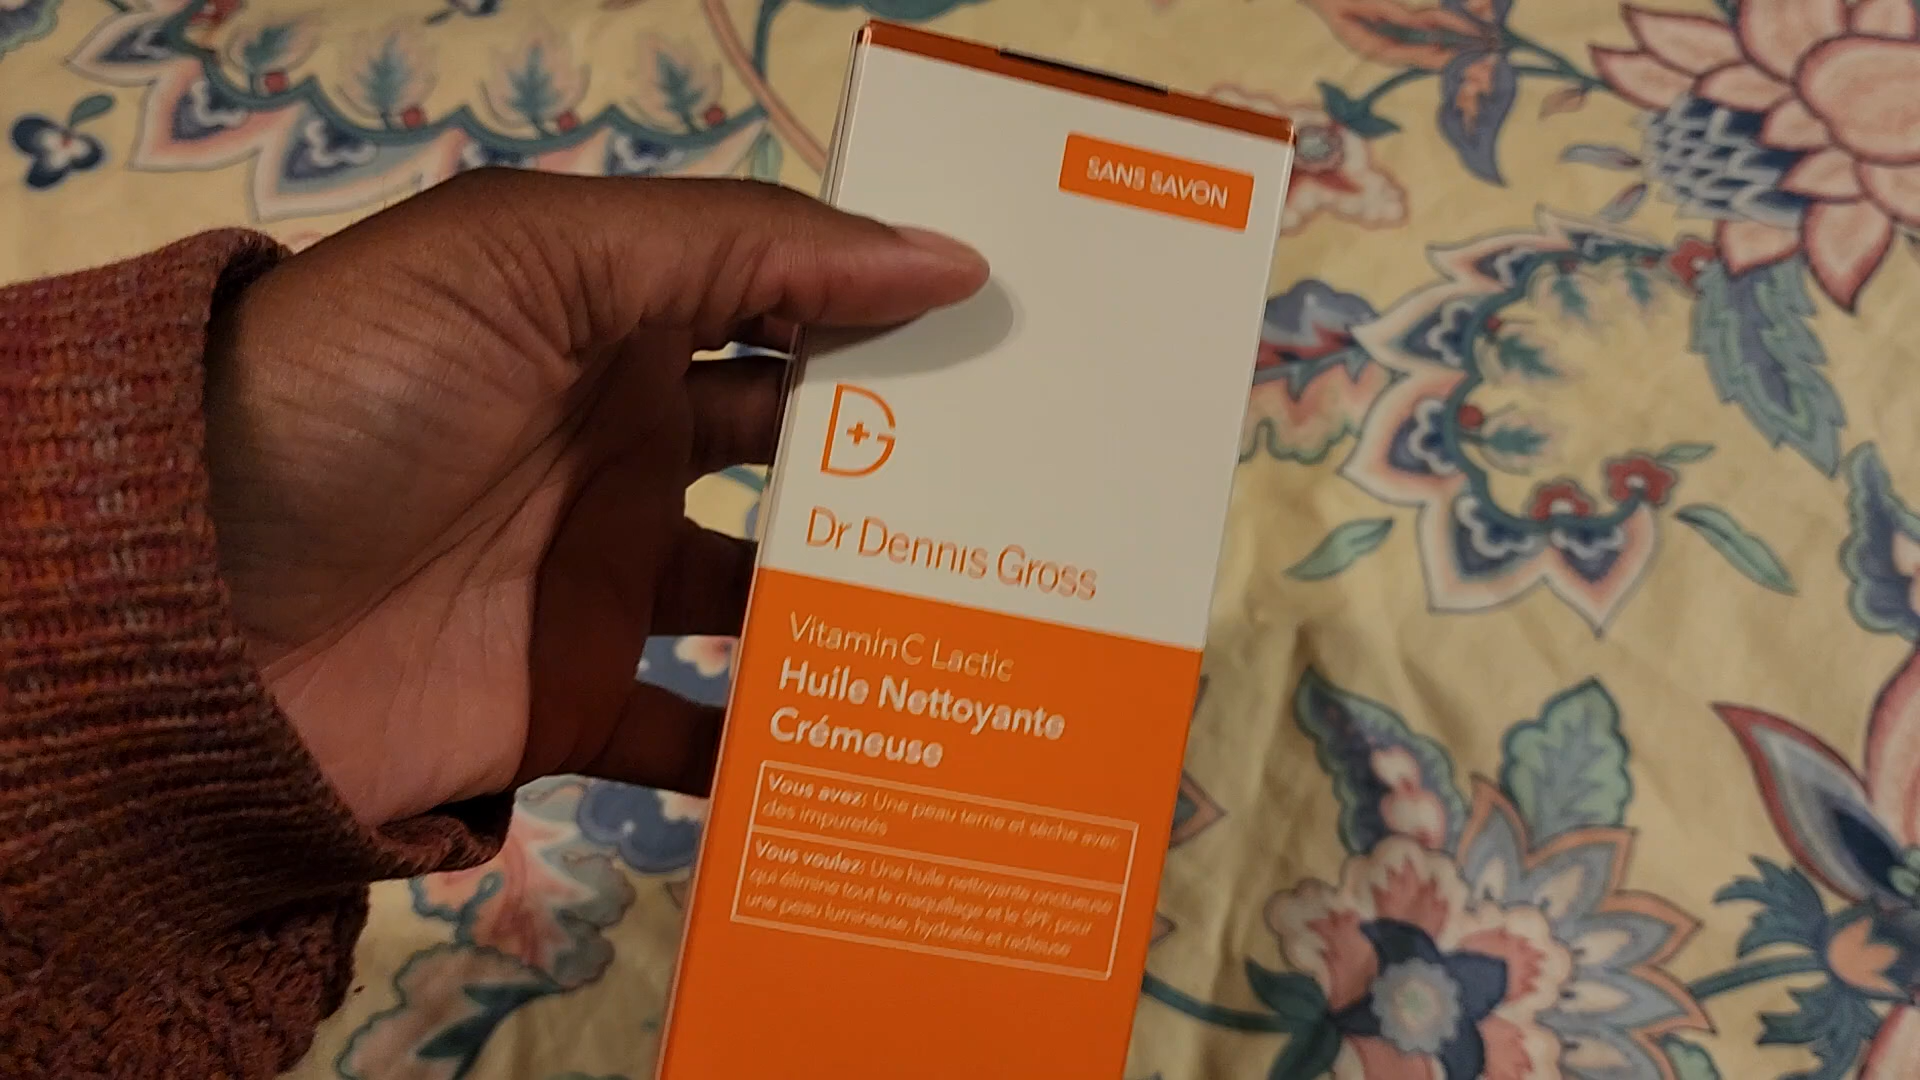 SANS SAVON
Dr Dennis Gross
Vitamin C Lactic
Huile Nettoyante
Crémeuse
Vous avez: Une peau terne et sèche avec
des impuretés
Vous voulez: Une huile nettoyante onctueuse
qui élimine tout le maquillage et le SPF, pour
une peau lumineuse, hydratée et radieuse